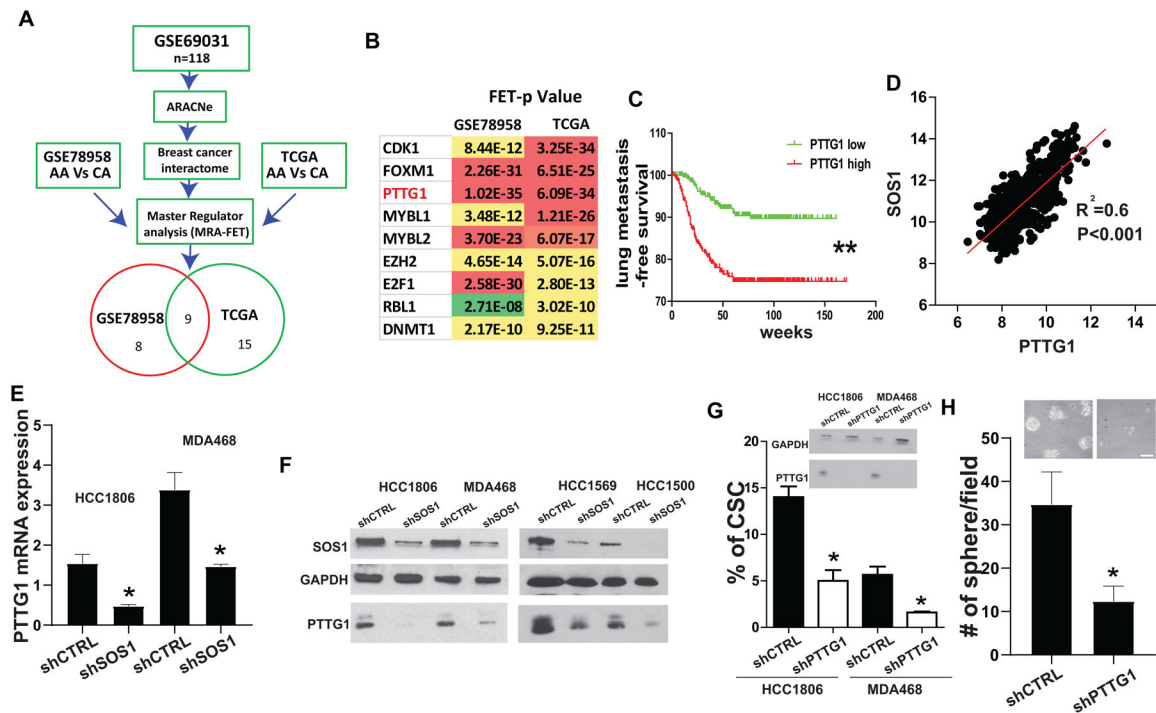 A
GSE69031
n=118
ARACNe
GSE78958
AA Vs CA
Breast cancer
interactome
TCGA
AA Vs CA
Master Regulator
analysis (MRA-FET)
GSE78958
9
TCGA
8
15
B
FET-p Value
GSE78958 TCGA
CDK1 8.44E-12 3.25E-34
FOXM1 2.26E-31 6.51E-25
PTTG1 1.02E-35 6.09E-34
MYBL1 3.48E-12 1.21E-26
MYBL2 3.70E-23 6.07E-17
EZH2 4.65E-14 5.07E-16
E2F1 2.58E-30 2.80E-13
RBL1 2.71E-08 3.02E-10
DNMT1 2.17E-10 9.25E-11
C
lung metastasis
-free survival
110
100
90
80
70
PTTG1 low
PTTG1 high
**
0 50 100 150 200
weeks
D
SOS1
16
14
12
10
8
6
R²=0.6
P<0.001
6 8 10 12 14
PTTG1
E
PTTG1 mRNA expression
5
4
3
2
1
0
MDA468
HCC1806
*
*
shCTRL
shSOS1
shCTRL
shSOS1
F
HCC1806 MDA468 HCC1569 HCC1500
shCTRL shSOS1 shCTRL shSOS1 shCTRL shSOS1 shCTRL shSOS1
SOS1
GAPDH
PTTG1
G
HCC1806 MDA468
shCTRL shPTTG1 shCTRL shPTTG1
GAPDH
PTTG1
% of CSC
20
15
10
5
0
*
*
shCTRL
shPTTG1
shCTRL
shPTTG1
HCC1806 MDA468
H
# of sphere/field
50
40
30
20
10
0
*
shCTRL
shPTTG1